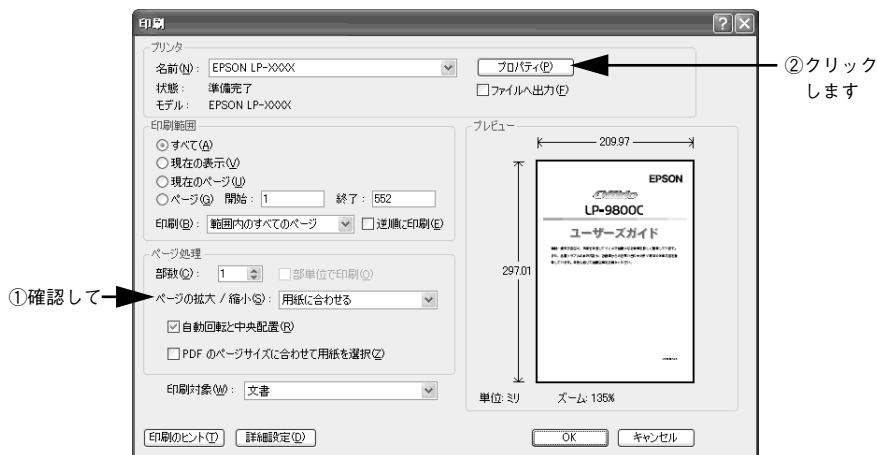 印刷
プリンタ
名前(N): EPSON LP-XXXX
プロパティ(P)
②クリック
します
状態: 準備完了
ファイルへ出力(F)
モデル: EPSON LP-XXXX
印刷範囲
すべて(A)
現在の表示(V)
現在のページ(U)
ページ(G) 開始: 1 終了: 552
印刷(B): 範囲内のすべてのページ 逆順に印刷(E)
ページ処理
部数(C): 1 部単位で印刷(O)
①確認して
ページの拡大 / 縮小(S): 用紙に合わせる
自動回転と中央配置(R)
PDF のページサイズに合わせて用紙を選択(Z)
印刷対象(W): 文書
プレビュー
209.97
297.01
EPSON
LP-9800C
ユーザーズガイド
単位: ミリ ズーム: 135%
印刷のヒント(T) 詳細設定(D) OK キャンセル